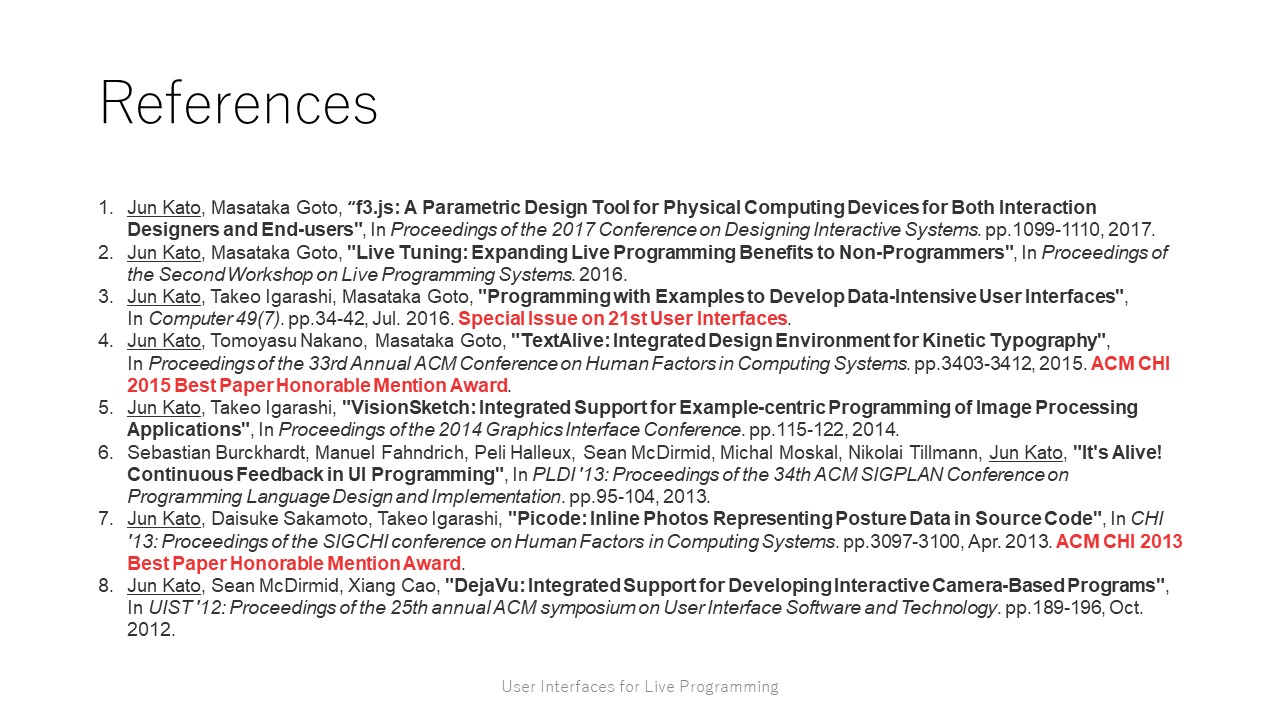 References
1. Jun Kato, Masataka Goto, “f3.js: A Parametric Design Tool for Physical Computing Devices for Both Interaction
Designers and End-users", In Proceedings of the 2017 Conference on Designing Interactive Systems. pp.1099-1110, 2017.
2. Jun Kato, Masataka Goto, "Live Tuning: Expanding Live Programming Benefits to Non-Programmers", In Proceedings of
the Second Workshop on Live Programming Systems. 2016.
3. Jun Kato, Takeo Igarashi, Masataka Goto, "Programming with Examples to Develop Data-Intensive User Interfaces",
In Computer 49(7). pp.34-42, Jul. 2016. Special Issue on 21st User Interfaces.
4. Jun Kato, Tomoyasu Nakano, Masataka Goto, "TextAlive: Integrated Design Environment for Kinetic Typography",
In Proceedings of the 33rd Annual ACM Conference on Human Factors in Computing Systems. pp.3403-3412, 2015. ACM CHI
2015 Best Paper Honorable Mention Award.
5. Jun Kato, Takeo Igarashi, "VisionSketch: Integrated Support for Example-centric Programming of Image Processing
Applications", In Proceedings of the 2014 Graphics Interface Conference. pp.115-122, 2014.
6. Sebastian Burckhardt, Manuel Fahndrich, Peli Halleux, Sean McDirmid, Michal Moskal, Nikolai Tillmann, Jun Kato, "It's Alive!
Continuous Feedback in UI Programming", In PLDI '13: Proceedings of the 34th ACM SIGPLAN Conference on
Programming Language Design and Implementation. pp.95-104, 2013.
7. Jun Kato, Daisuke Sakamoto, Takeo Igarashi, "Picode: Inline Photos Representing Posture Data in Source Code", In CHI
'13: Proceedings of the SIGCHI conference on Human Factors in Computing Systems. pp.3097-3100, Apr. 2013. ACM CHI 2013
Best Paper Honorable Mention Award.
8. Jun Kato, Sean McDirmid, Xiang Cao, "DejaVu: Integrated Support for Developing Interactive Camera-Based Programs",
In UIST '12: Proceedings of the 25th annual ACM symposium on User Interface Software and Technology. pp.189-196, Oct.
2012.
User Interfaces for Live Programming